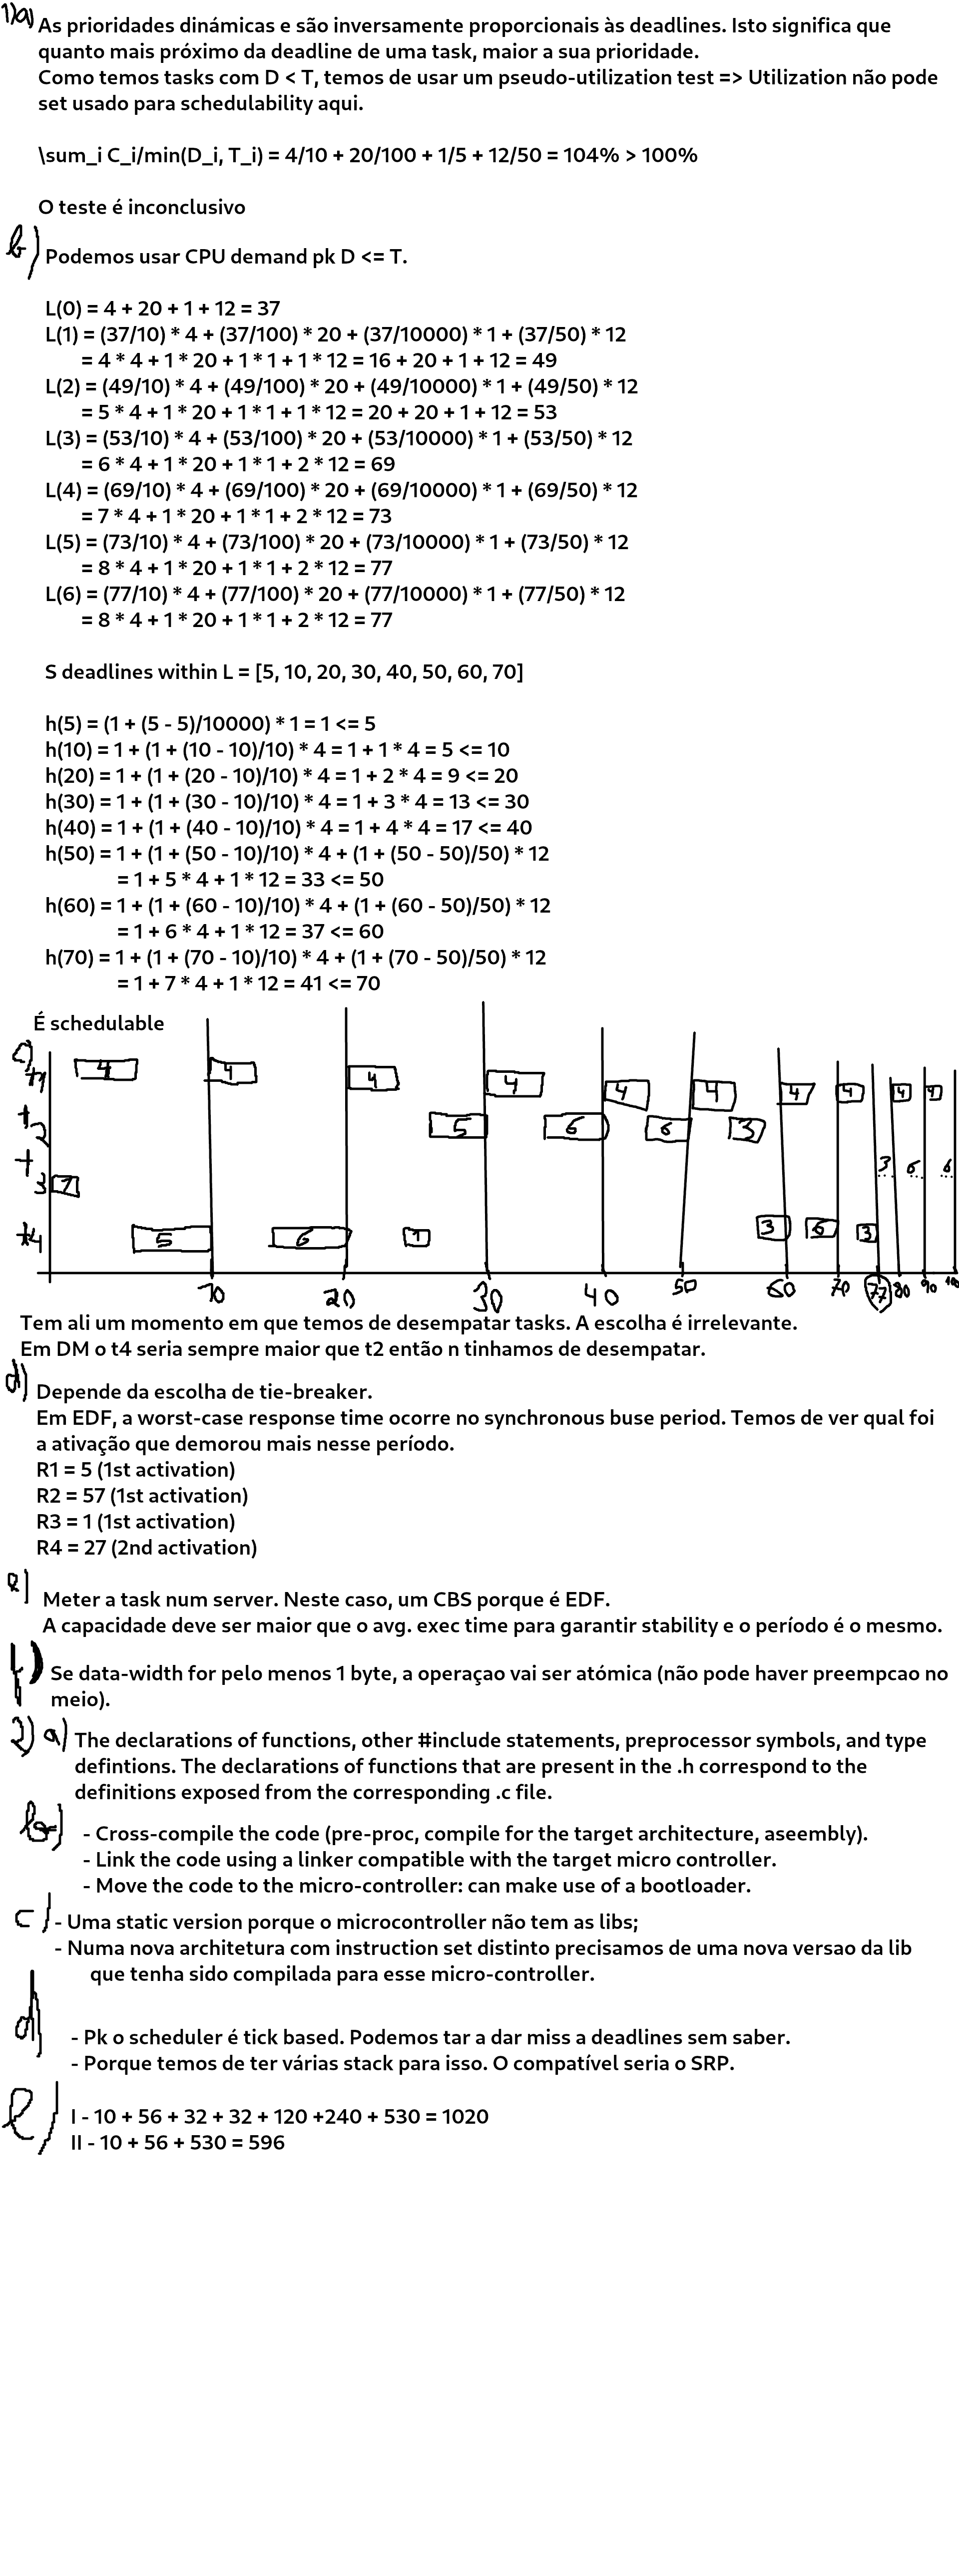 1)a)
As prioridades dinámicas e são inversamente proporcionais às deadlines. Isto significa que
quanto mais próximo da deadline de uma task, maior a sua prioridade.
Como temos tasks com D < T, temos de usar um pseudo-utilization test => Utilization não pode
set usado para schedulability aqui.
\sum_i C_i/min(D_i, T_i) = 4/10 + 20/100 + 1/5 + 12/50 = 104% > 100%
O teste é inconclusivo
b)
Podemos usar CPU demand pk D <= T.
L(0) = 4 + 20 + 1 + 12 = 37
L(1) = (37/10) * 4 + (37/100) * 20 + (37/10000) * 1 + (37/50) * 12
= 4 * 4 + 1 * 20 + 1 * 1 + 1 * 12 = 16 + 20 + 1 + 12 = 49
L(2) = (49/10) * 4 + (49/100) * 20 + (49/10000) * 1 + (49/50) * 12
= 5 * 4 + 1 * 20 + 1 * 1 + 1 * 12 = 20 + 20 + 1 + 12 = 53
L(3) = (53/10) * 4 + (53/100) * 20 + (53/10000) * 1 + (53/50) * 12
= 6 * 4 + 1 * 20 + 1 * 1 + 2 * 12 = 69
L(4) = (69/10) * 4 + (69/100) * 20 + (69/10000) * 1 + (69/50) * 12
= 7 * 4 + 1 * 20 + 1 * 1 + 2 * 12 = 73
L(5) = (73/10) * 4 + (73/100) * 20 + (73/10000) * 1 + (73/50) * 12
= 8 * 4 + 1 * 20 + 1 * 1 + 2 * 12 = 77
L(6) = (77/10) * 4 + (77/100) * 20 + (77/10000) * 1 + (77/50) * 12
= 8 * 4 + 1 * 20 + 1 * 1 + 2 * 12 = 77
S deadlines within L = [5, 10, 20, 30, 40, 50, 60, 70]
h(5) = (1 + (5 - 5)/10000) * 1 = 1 <= 5
h(10) = 1 + (1 + (10 - 10)/10) * 4 = 1 + 1 * 4 = 5 <= 10
h(20) = 1 + (1 + (20 - 10)/10) * 4 = 1 + 2 * 4 = 9 <= 20
h(30) = 1 + (1 + (30 - 10)/10) * 4 = 1 + 3 * 4 = 13 <= 30
h(40) = 1 + (1 + (40 - 10)/10) * 4 = 1 + 4 * 4 = 17 <= 40
h(50) = 1 + (1 + (50 - 10)/10) * 4 + (1 + (50 - 50)/50) * 12
= 1 + 5 * 4 + 1 * 12 = 33 <= 50
h(60) = 1 + (1 + (60 - 10)/10) * 4 + (1 + (60 - 50)/50) * 12
= 1 + 6 * 4 + 1 * 12 = 37 <= 60
h(70) = 1 + (1 + (70 - 10)/10) * 4 + (1 + (70 - 50)/50) * 12
= 1 + 7 * 4 + 1 * 12 = 41 <= 70
É schedulable
c)
t1 4 4 4 4 4 4 4 4 4 4
t2 5 6 6 3 3 6 6
t3 1
t4 5 6 1 3 6 3
10 20 30 40 50 60 70 77 80 90 100
Tem ali um momento em que temos de desempatar tasks. A escolha é irrelevante.
Em DM o t4 seria sempre maior que t2 então n tinhamos de desempatar.
d)
Depende da escolha de tie-breaker.
Em EDF, a worst-case response time ocorre no synchronous buse period. Temos de ver qual foi
a ativação que demorou mais nesse período.
R1 = 5 (1st activation)
R2 = 57 (1st activation)
R3 = 1 (1st activation)
R4 = 27 (2nd activation)
e)
Meter a task num server. Neste caso, um CBS porque é EDF.
A capacidade deve ser maior que o avg. exec time para garantir stability e o período é o mesmo.
f)
Se data-width for pelo menos 1 byte, a operaçao vai ser atómica (não pode haver preempcao no
meio).
2) a)
The declarations of functions, other #include statements, preprocessor symbols, and type
defintions. The declarations of functions that are present in the .h correspond to the
definitions exposed from the corresponding .c file.
b)
- Cross-compile the code (pre-proc, compile for the target architecture, aseembly).
- Link the code using a linker compatible with the target micro controller.
- Move the code to the micro-controller: can make use of a bootloader.
c)
- Uma static version porque o microcontroller não tem as libs;
- Numa nova architetura com instruction set distinto precisamos de uma nova versao da lib
que tenha sido compilada para esse micro-controller.
d)
- Pk o scheduler é tick based. Podemos tar a dar miss a deadlines sem saber.
- Porque temos de ter várias stack para isso. O compatível seria o SRP.
e)
I - 10 + 56 + 32 + 32 + 120 +240 + 530 = 1020
II - 10 + 56 + 530 = 596